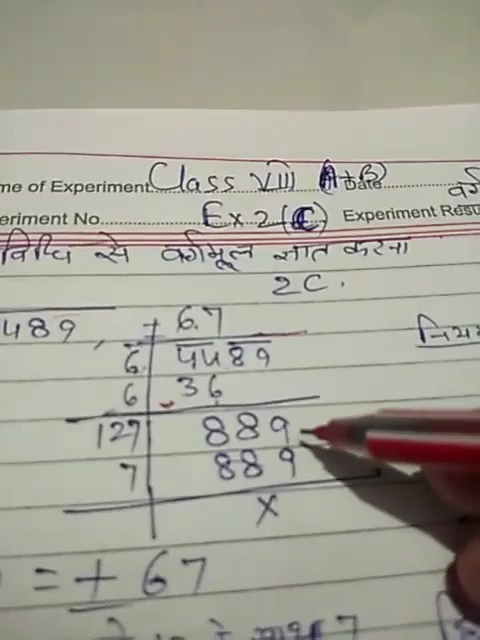 me of Experiment Class VIII (A+B) Date
eriment No. Ex 2 (C) Experiment Resu
विधि से वर्गमूल ज्ञात करना
2C.
489, + 6.7
6 4489
6 -36
127 889
7 889
x
= ± 67